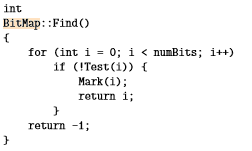 int
BitMap::Find()
{
    for (int i = 0; i < numBits; i++)
        if (!Test(i)) {
            Mark(i);
            return i;
        }
    return -1;
}